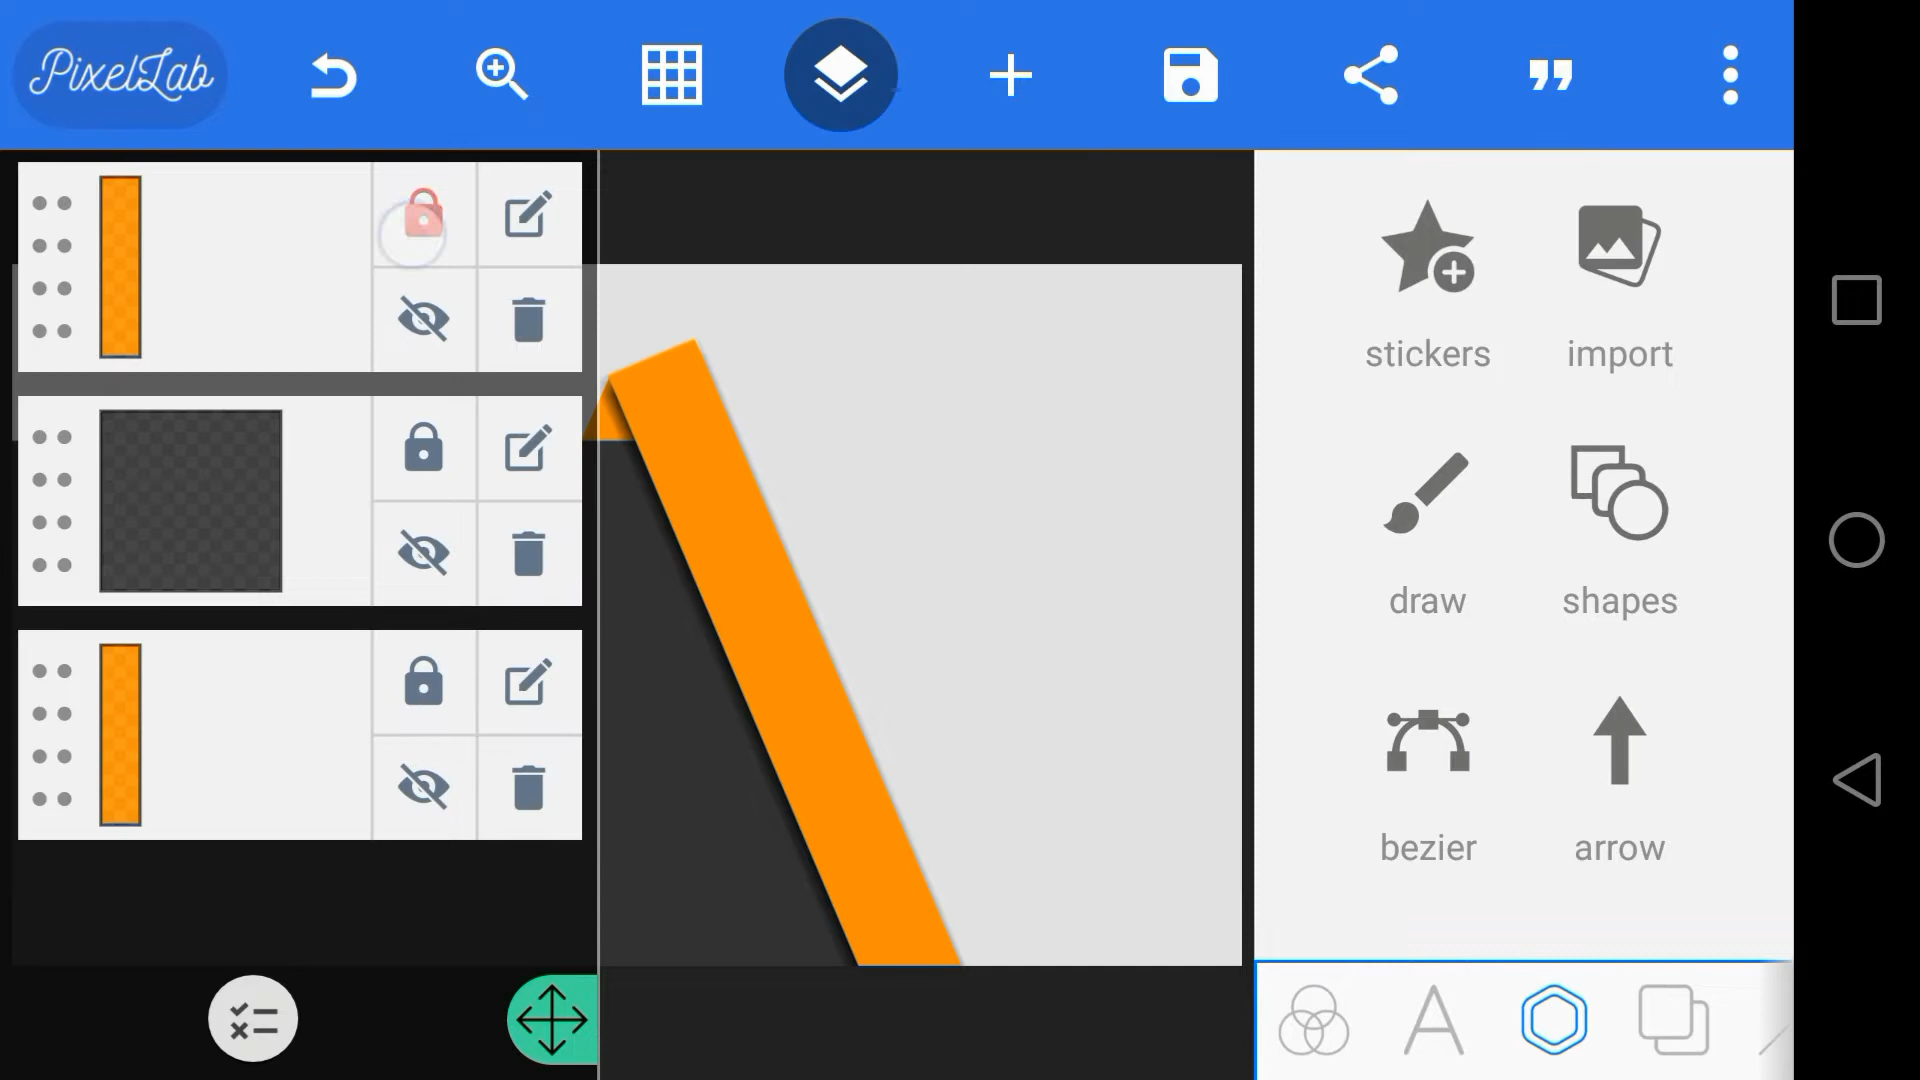 PixelLab
stickers
import
draw
shapes
bezier
arrow